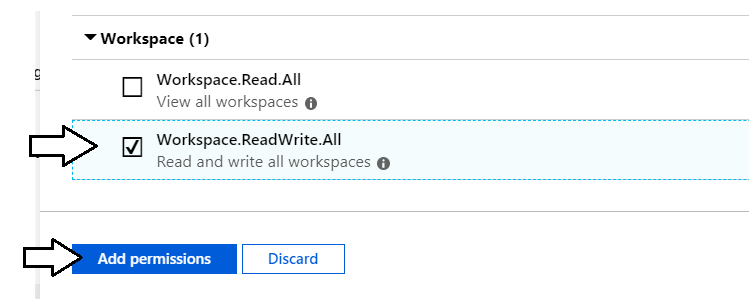 Workspace (1)
Workspace.Read.All
View all workspaces
Workspace.ReadWrite.All
Read and write all workspaces
Add permissions Discard